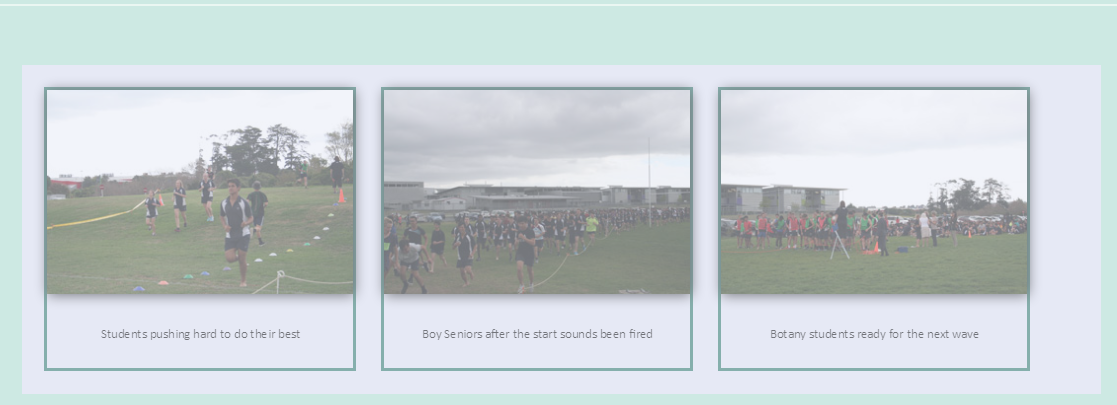 Students pushing hard to do their best
Boy Seniors after the start sounds been fired
Botany students ready for the next wave